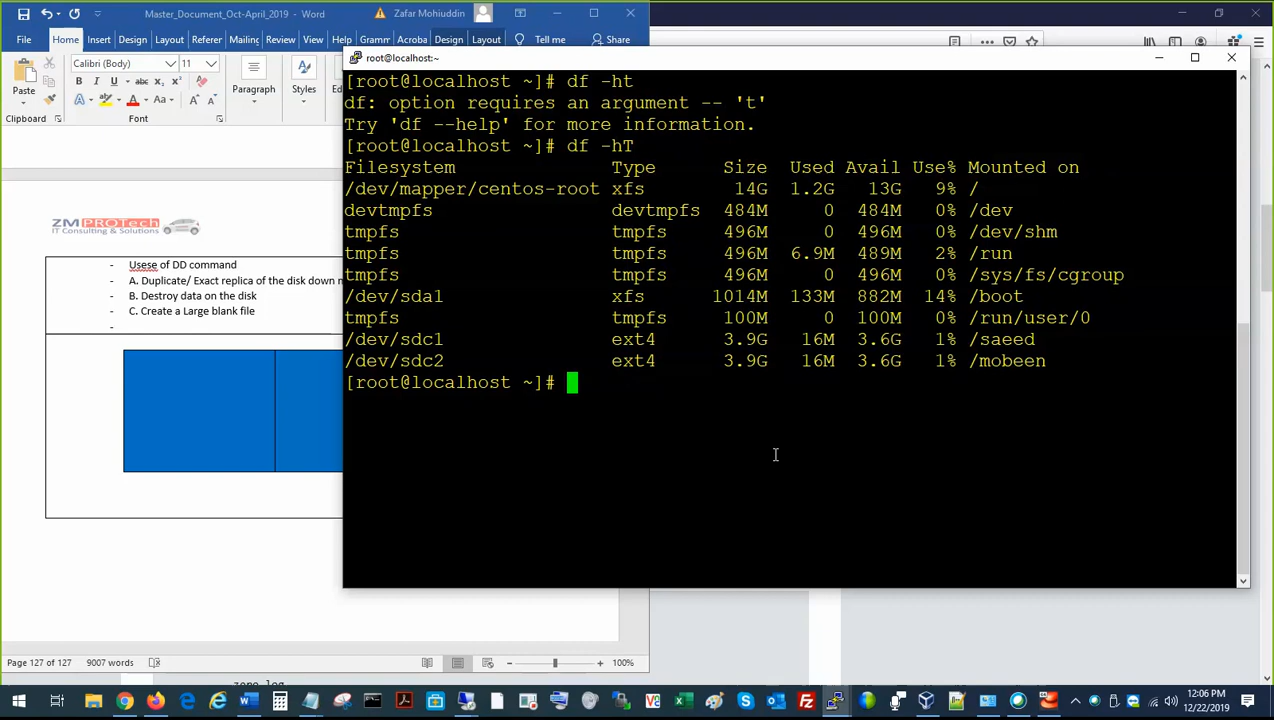 Master_Document_Oct-April_2019 - Word
Zafar Mohiuddin
File Home Insert Design Layout Referer Mailing Review View Help Gramm Acroba Design Layout Tell me Share
Calibri (Body) 11
Paste
Clipboard
Font
Paragraph
Styles
root@localhost:~
[root@localhost ~]# df -ht
df: option requires an argument -- 't'
Try 'df --help' for more information.
[root@localhost ~]# df -hT
Filesystem Type Size Used Avail Use% Mounted on
/dev/mapper/centos-root xfs 14G 1.2G 13G 9% /
devtmpfs devtmpfs 484M 0 484M 0% /dev
tmpfs tmpfs 496M 0 496M 0% /dev/shm
tmpfs tmpfs 496M 6.9M 489M 2% /run
tmpfs tmpfs 496M 0 496M 0% /sys/fs/cgroup
/dev/sda1 xfs 1014M 133M 882M 14% /boot
tmpfs tmpfs 100M 0 100M 0% /run/user/0
/dev/sdc1 ext4 3.9G 16M 3.6G 1% /saeed
/dev/sdc2 ext4 3.9G 16M 3.6G 1% /mobeen
[root@localhost ~]#
ZM PROTech
IT Consulting & Solutions
- Usese of DD command
- A. Duplicate/ Exact replica of the disk down
- B. Destroy data on the disk
- C. Create a Large blank file
-
Page 127 of 127 9007 words 100%
12:06 PM
12/22/2019